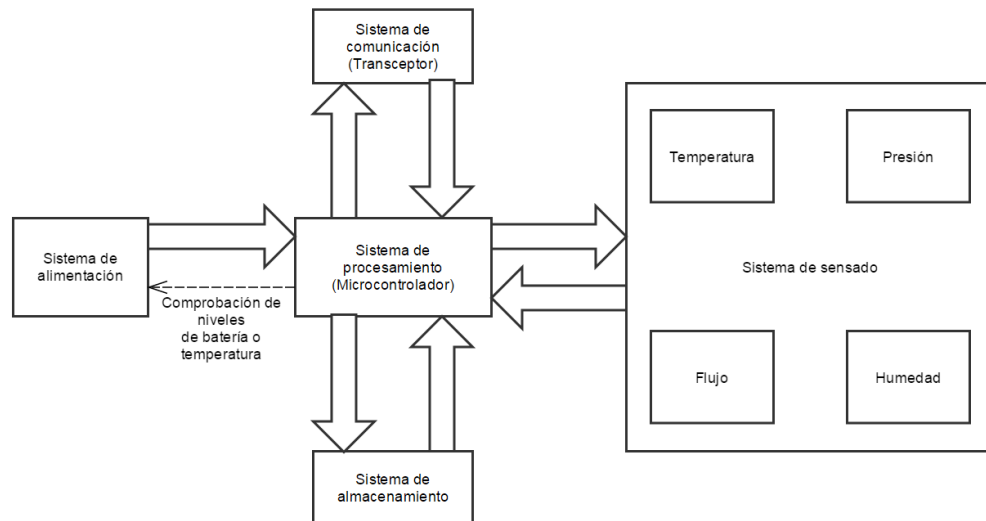 Sistema de
comunicación
(Transceptor)
Temperatura
Presión
Sistema de
alimentación
Sistema de
procesamiento
(Microcontrolador)
Sistema de sensado
Comprobación de
niveles
de batería o
temperatura
Flujo
Humedad
Sistema de
almacenamiento